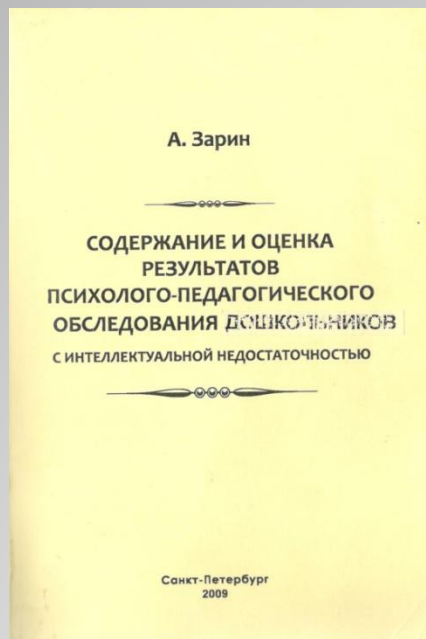 А. Зарин
СОДЕРЖАНИЕ И ОЦЕНКА
РЕЗУЛЬТАТОВ
ПСИХОЛОГО-ПЕДАГОГИЧЕСКОГО
ОБСЛЕДОВАНИЯ ДОШКОЛЬНИКОВ
С ИНТЕЛЛЕКТУАЛЬНОЙ НЕДОСТАТОЧНОСТЬЮ
Санкт-Петербург
2009